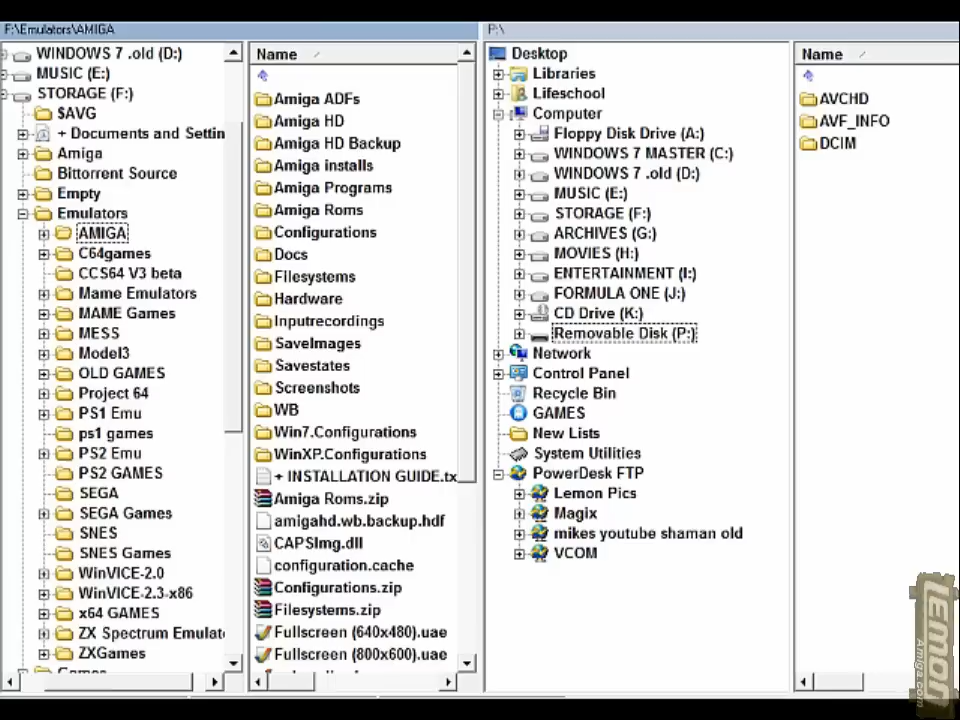 F:\Emulators\AMIGA
WINDOWS 7 .old (D:)
MUSIC (E:)
STORAGE (F:)
$AVG
+ Documents and Settin
Amiga
Bittorrent Source
Empty
Emulators
AMIGA
C64games
CCS64 V3 beta
Mame Emulators
MAME Games
MESS
Model3
OLD GAMES
Project 64
PS1 Emu
ps1 games
PS2 Emu
PS2 GAMES
SEGA
SEGA Games
SNES
SNES Games
WinVICE-2.0
WinVICE-2.3-x86
x64 GAMES
ZX Spectrum Emulat
ZXGames
Games
Name
Amiga ADFs
Amiga HD
Amiga HD Backup
Amiga installs
Amiga Programs
Amiga Roms
Configurations
Docs
FIlesystems
Hardware
Inputrecordings
SaveImages
Savestates
Screenshots
WB
Win7.Configurations
WinXP.Configurations
+ INSTALLATION GUIDE.tx
Amiga Roms.zip
amigahd.wb.backup.hdf
CAPSImg.dll
configuration.cache
Configurations.zip
Filesystems.zip
Fullscreen (640x480).uae
Fullscreen (800x600).uae
P:\
Desktop
Libraries
Lifeschool
Computer
Floppy Disk Drive (A:)
WINDOWS 7 MASTER (C:)
WINDOWS 7 .old (D:)
MUSIC (E:)
STORAGE (F:)
ARCHIVES (G:)
MOVIES (H:)
ENTERTAINMENT (I:)
FORMULA ONE (J:)
CD Drive (K:)
Removable Disk (P:)
Network
Control Panel
Recycle Bin
GAMES
New Lists
System Utilities
PowerDesk FTP
Lemon Pics
Magix
mikes youtube shaman old
VCOM
Name
AVCHD
AVF_INFO
DCIM
LEMON
Amiga.com